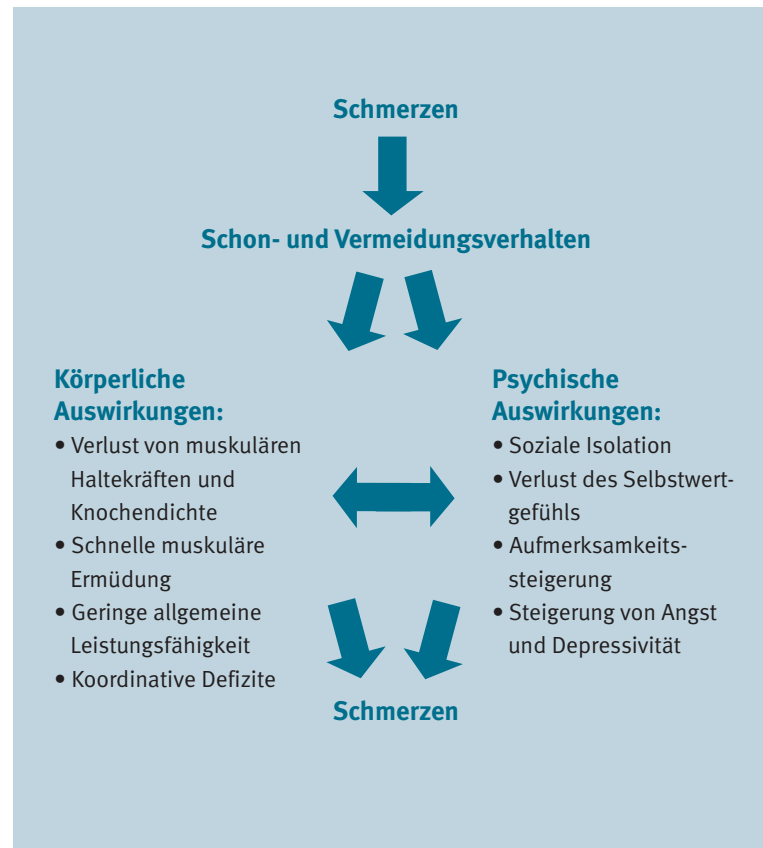 Schmerzen
Schon- und Vermeidungsverhalten
Körperliche
Auswirkungen:
• Verlust von muskulären
Haltekräften und
Knochendichte
• Schnelle muskuläre
Ermüdung
• Geringe allgemeine
Leistungsfähigkeit
• Koordinative Defizite
Psychische
Auswirkungen:
• Soziale Isolation
• Verlust des Selbstwert-
gefühls
• Aufmerksamkeits-
steigerung
• Steigerung von Angst
und Depressivität
Schmerzen